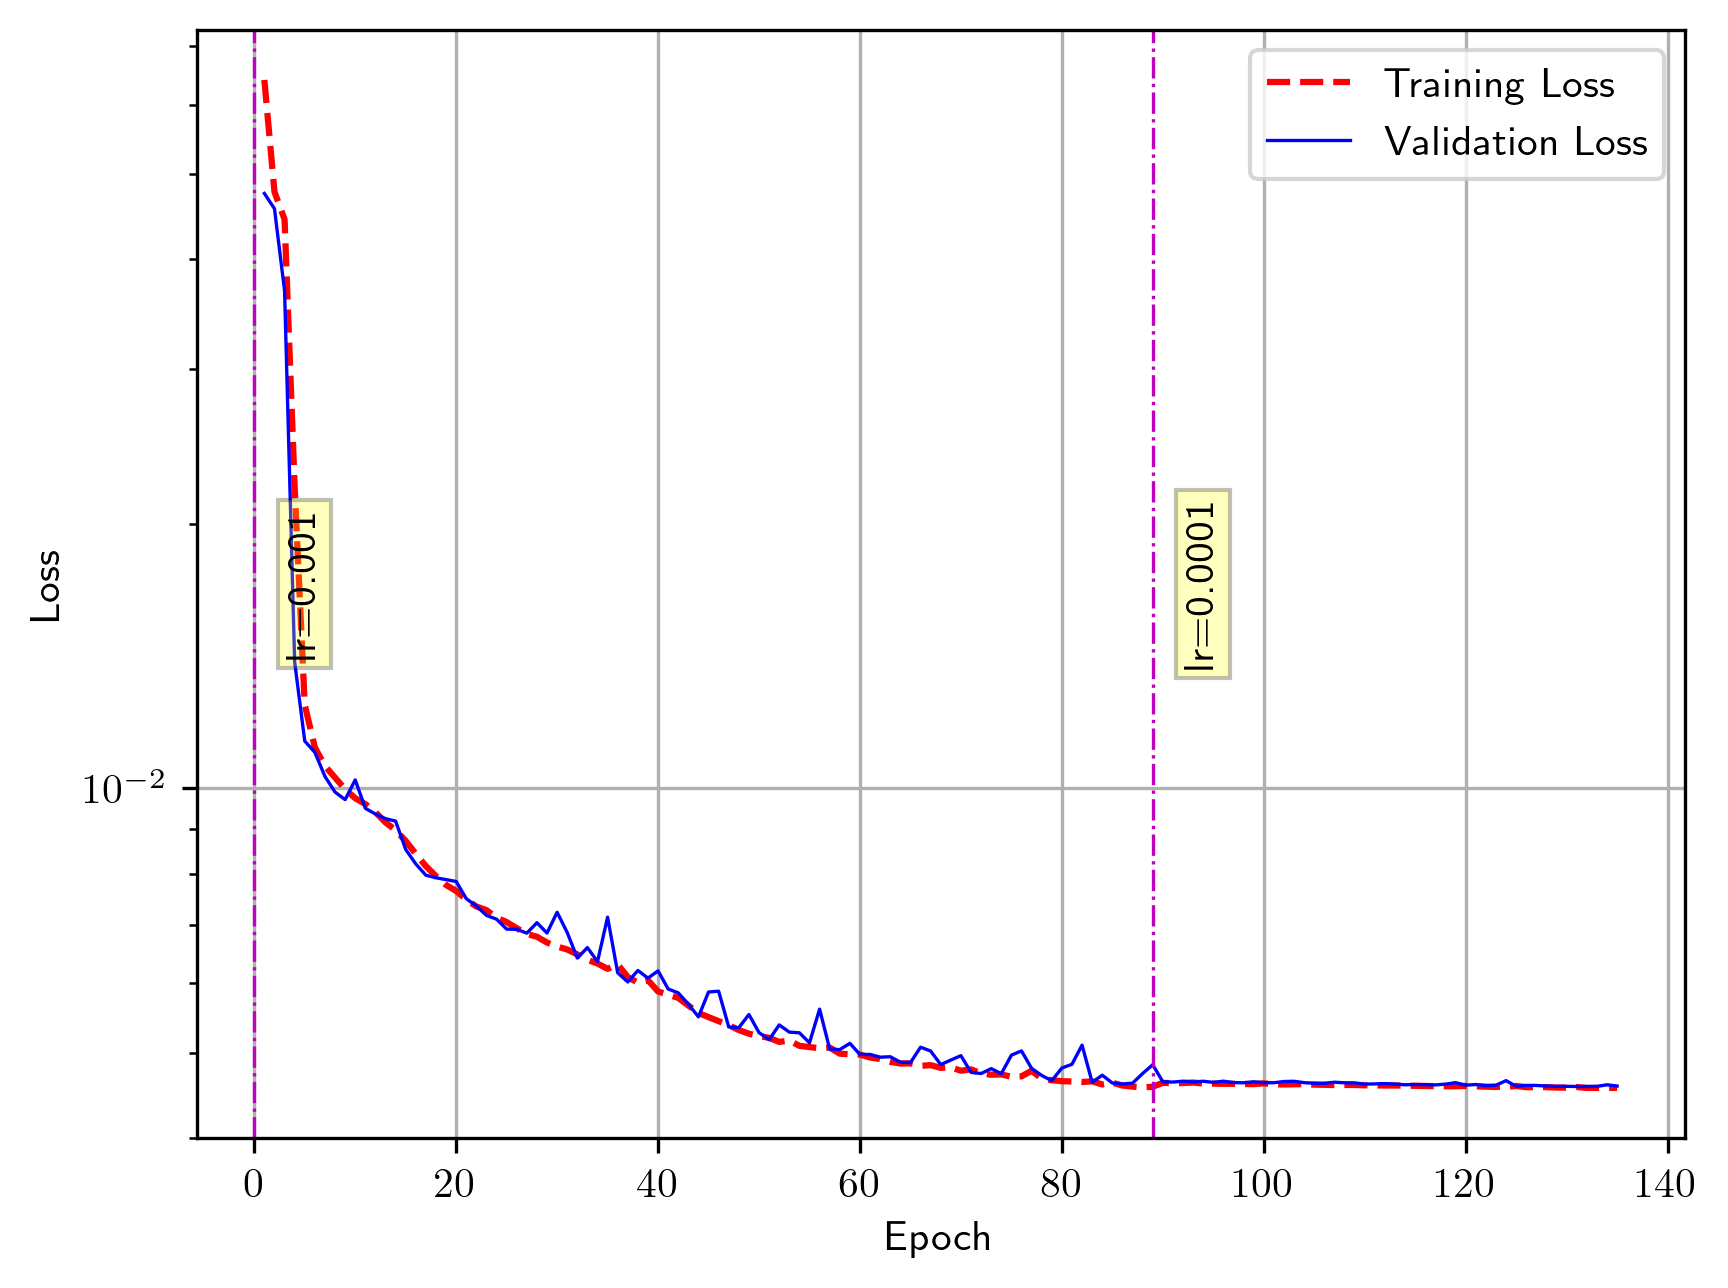 Training Loss
Validation Loss
lr=0.001
lr=0.0001
Loss
10⁻²
0 20 40 60 80 100 120 140
Epoch